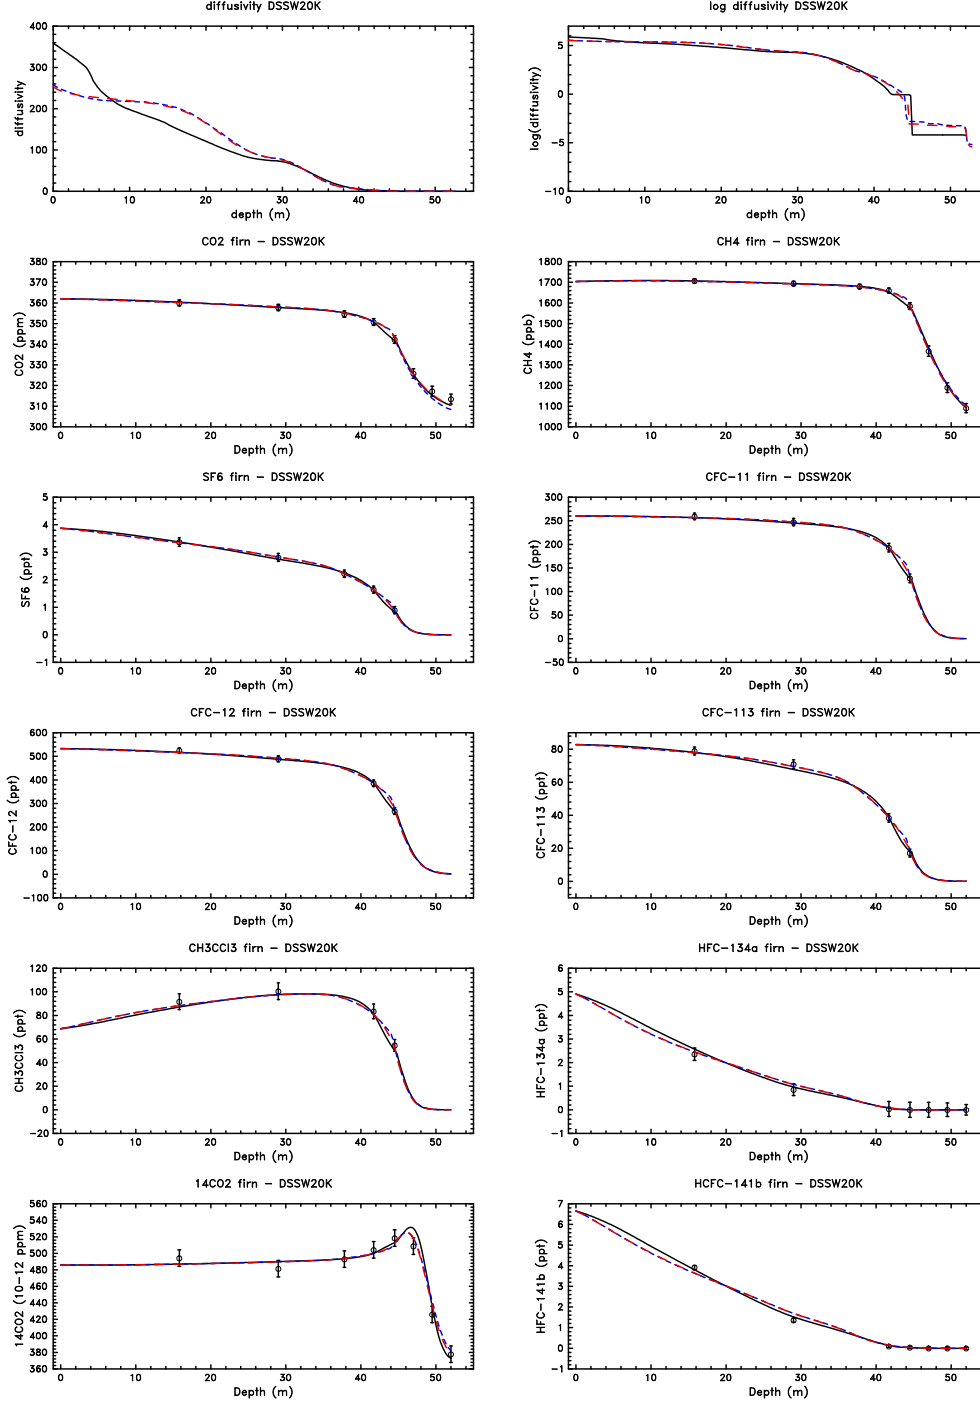 diffusivity DSSW20K
log diffusivity DSSW20K
400
300
200
100
0
diffusivity
0 10 20 30 40 50
depth (m)
5
0
−5
−10
log(diffusivity)
0 10 20 30 40 50
depth (m)
CO2 firn − DSSW20K
CH4 firn − DSSW20K
380
370
360
350
340
330
320
310
300
CO2 (ppm)
0 10 20 30 40 50
Depth (m)
1800
1700
1600
1500
1400
1300
1200
1100
1000
CH4 (ppb)
0 10 20 30 40 50
Depth (m)
SF6 firn − DSSW20K
CFC−11 firn − DSSW20K
5
4
3
2
1
0
−1
SF6 (ppt)
0 10 20 30 40 50
Depth (m)
300
250
200
150
100
50
0
−50
CFC−11 (ppt)
0 10 20 30 40 50
Depth (m)
CFC−12 firn − DSSW20K
CFC−113 firn − DSSW20K
600
500
400
300
200
100
0
−100
CFC−12 (ppt)
0 10 20 30 40 50
Depth (m)
80
60
40
20
0
CFC−113 (ppt)
0 10 20 30 40 50
Depth (m)
CH3CCl3 firn − DSSW20K
HFC−134a firn − DSSW20K
120
100
80
60
40
20
0
−20
CH3CCl3 (ppt)
0 10 20 30 40 50
Depth (m)
6
5
4
3
2
1
0
−1
HFC−134a (ppt)
0 10 20 30 40 50
Depth (m)
14CO2 firn − DSSW20K
HCFC−141b firn − DSSW20K
560
540
520
500
480
460
440
420
400
380
360
14CO2 (10−12 ppm)
0 10 20 30 40 50
Depth (m)
7
6
5
4
3
2
1
0
−1
HCFC−141b (ppt)
0 10 20 30 40 50
Depth (m)